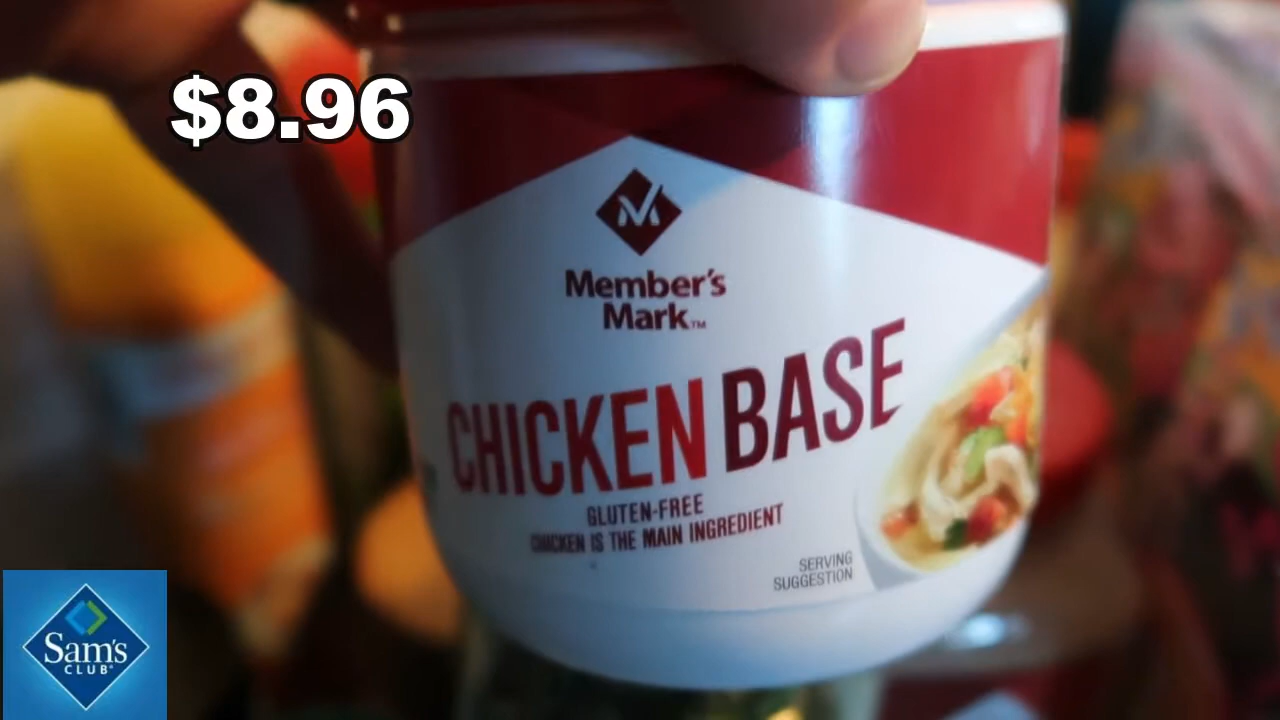 $8.96
Member's
Mark™
CHICKEN BASE
GLUTEN-FREE
CHICKEN IS THE MAIN INGREDIENT
SERVING
SUGGESTION
Sam's
CLUB®